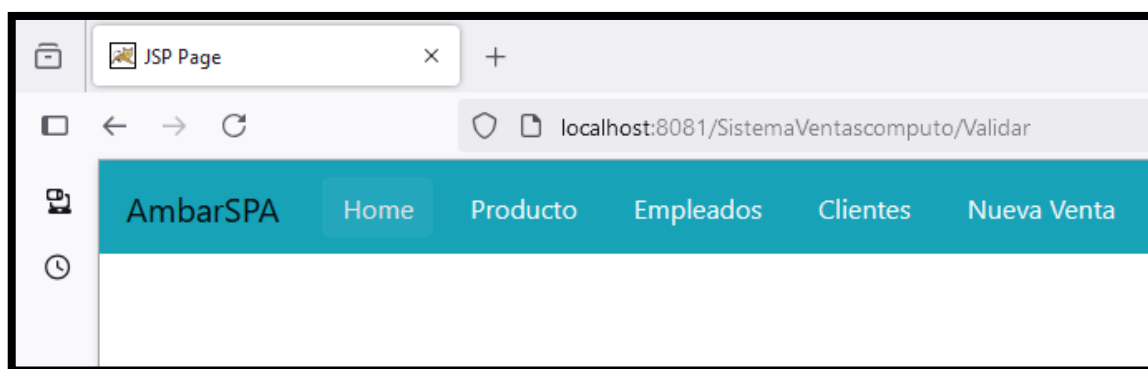 JSP Page
localhost:8081/SistemaVentascomputo/Validar
AmbarSPA Home Producto Empleados Clientes Nueva Venta